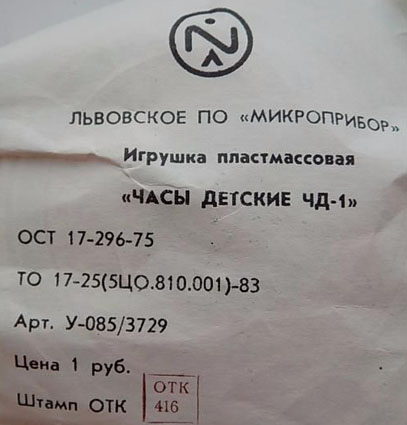 ЛЬВОВСКОЕ ПО «МИКРОПРИБОР»
Игрушка пластмассовая
«ЧАСЫ ДЕТСКИЕ ЧД-1»
ОСТ 17-296-75
ТО 17-25(5ЦО.810.001)-83
Арт. У-085/3729
Цена 1 руб.
Штамп ОТК
ОТК
416